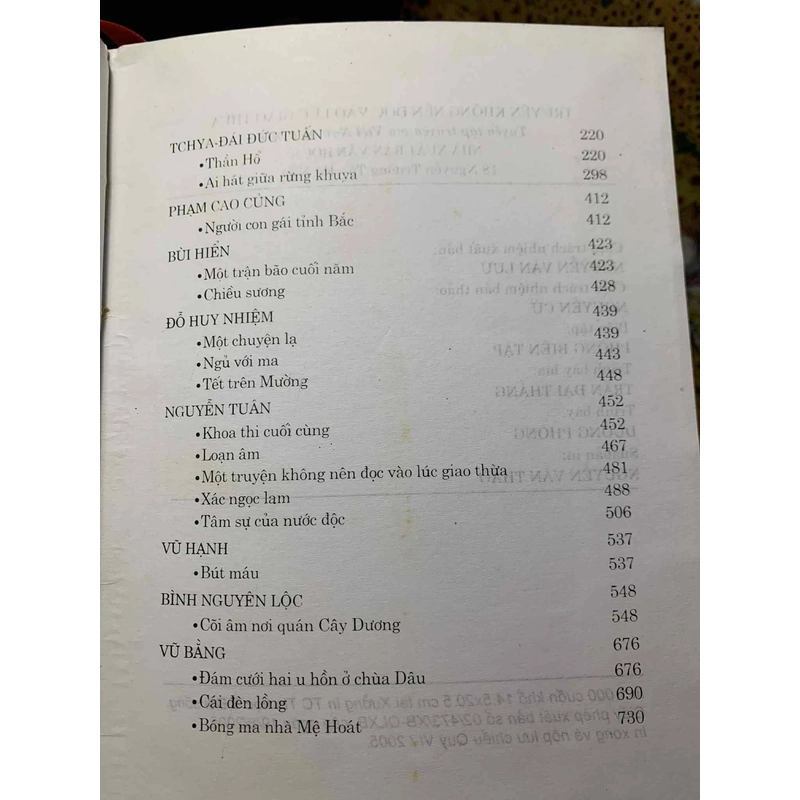 TCHYA-ĐÁI ĐỨC TUẤN 220
•Thần Hổ 220
•Ai hát giữa rừng khuya 298
PHẠM CAO CỦNG 412
•Người con gái tỉnh Bắc 412
BÙI HIỂN 423
•Một trận bão cuối năm 423
•Chiều sương 428
ĐỖ HUY NHIỆM 439
•Một chuyện lạ 439
•Ngủ với ma 443
•Tết trên Mường 448
NGUYỄN TUÂN 452
•Khoa thi cuối cùng 452
•Loạn âm 467
•Một truyện không nên đọc vào lúc giao thừa 481
•Xác ngọc lam 488
•Tâm sự của nước độc 506
VŨ HẠNH 537
•Bút máu 537
BÌNH NGUYÊN LỘC 548
•Cõi âm nơi quán Cây Dương 548
VŨ BẰNG 676
•Đám cưới hai u hồn ở chùa Dâu 676
•Cái đèn lồng 690
•Bóng ma nhà Mệ Hoát 730